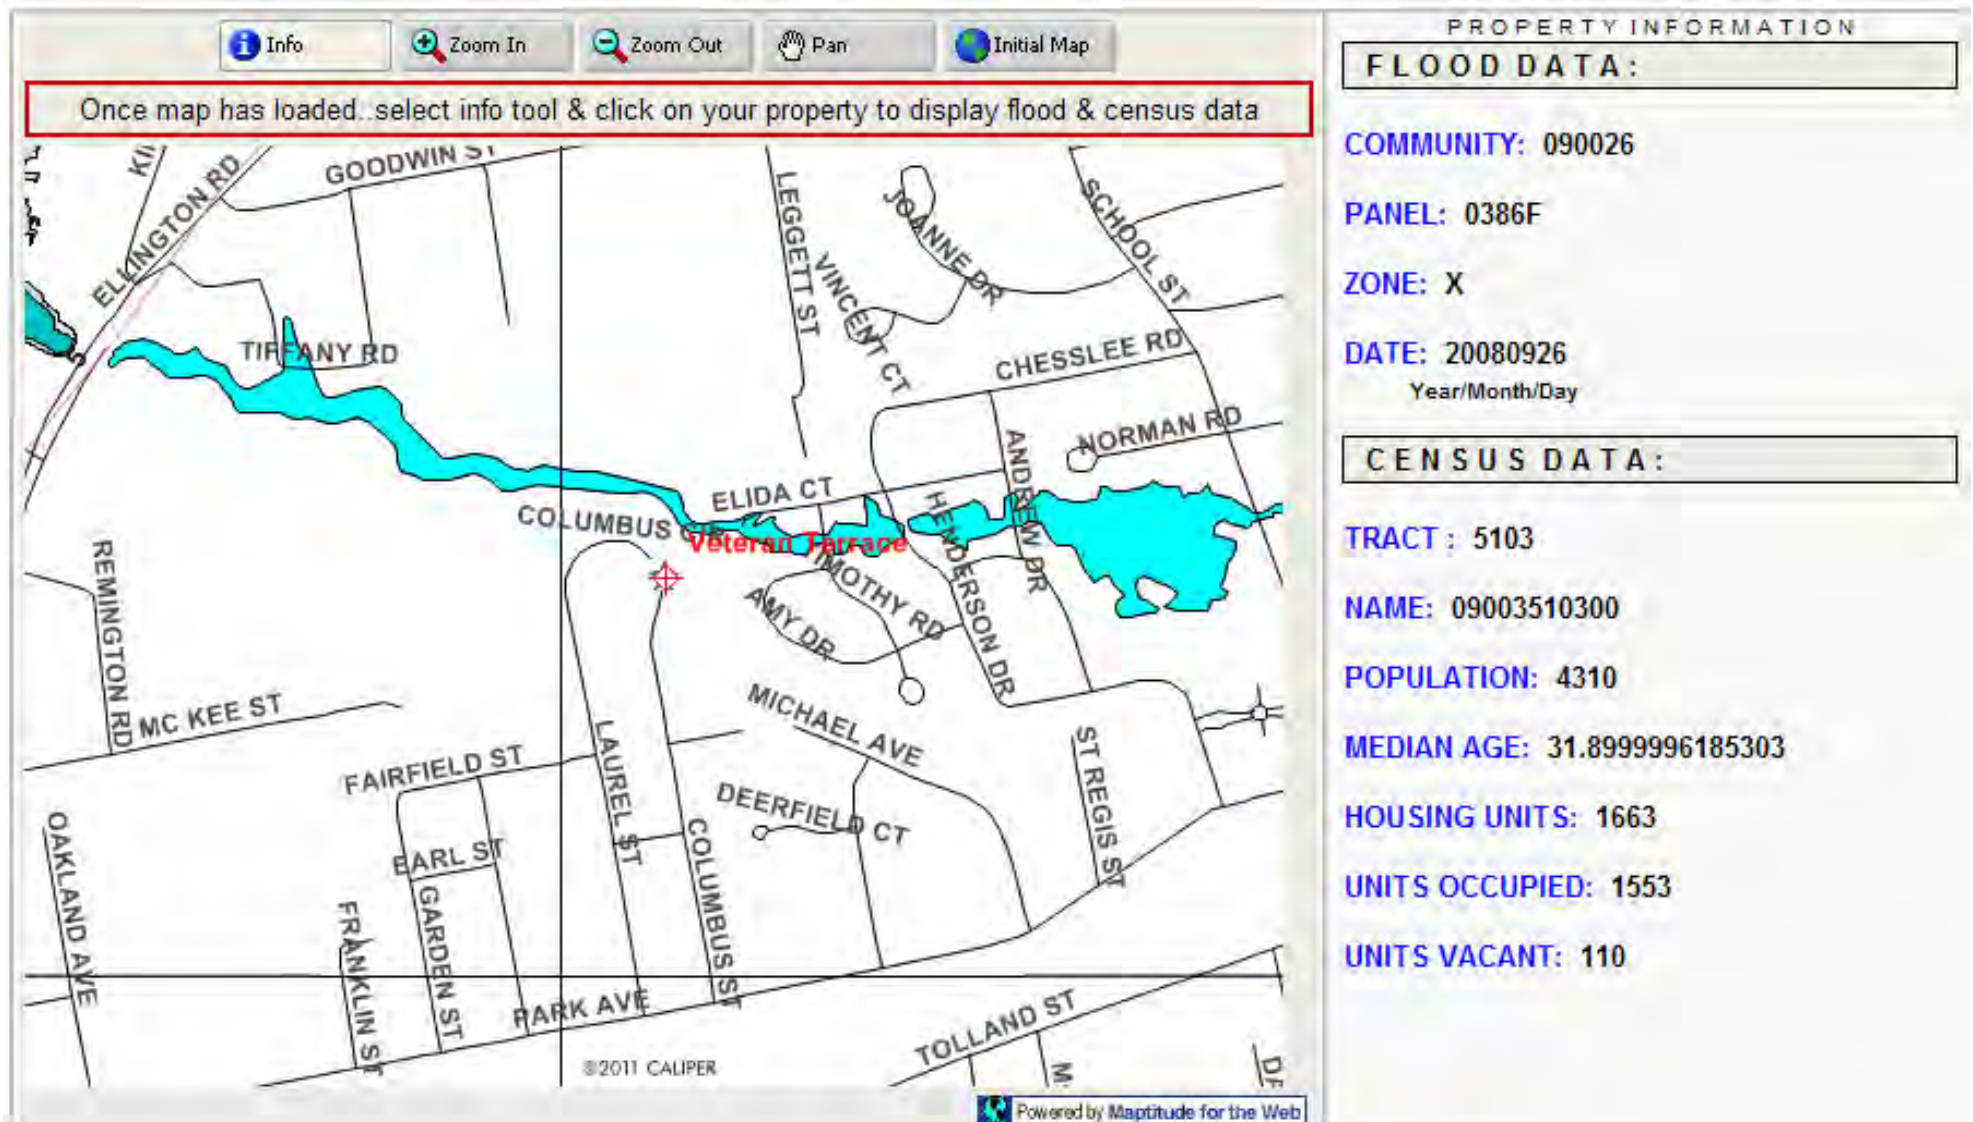 Info
Zoom In
Zoom Out
Pan
Initial Map
Once map has loaded..select info tool & click on your property to display flood & census data
GOODWIN ST
ELLINGTON RD
LEGGETT ST
JOANNE DR
SCHOOL ST
VINCENT CT
TIFFANY RD
CHESSLEE RD
NORMAN RD
ANDREW DR
ELIDA CT
COLUMBUS CIR
Veteran Terrace
HENDERSON DR
TIMOTHY RD
AMY DR
REMINGTON RD
MC KEE ST
MICHAEL AVE
FAIRFIELD ST
LAUREL ST
ST REGIS ST
DEERFIELD CT
OAKLAND AVE
EARL ST
GARDEN ST
FRANKLIN ST
COLUMBUS ST
PARK AVE
TOLLAND ST
©2011 CALIPER
Powered by Maptitude for the Web
PROPERTY INFORMATION
FLOOD DATA:
COMMUNITY: 090026
PANEL: 0386F
ZONE: X
DATE: 20080926
Year/Month/Day
CENSUS DATA:
TRACT : 5103
NAME: 09003510300
POPULATION: 4310
MEDIAN AGE: 31.8999996185303
HOUSING UNITS: 1663
UNITS OCCUPIED: 1553
UNITS VACANT: 110